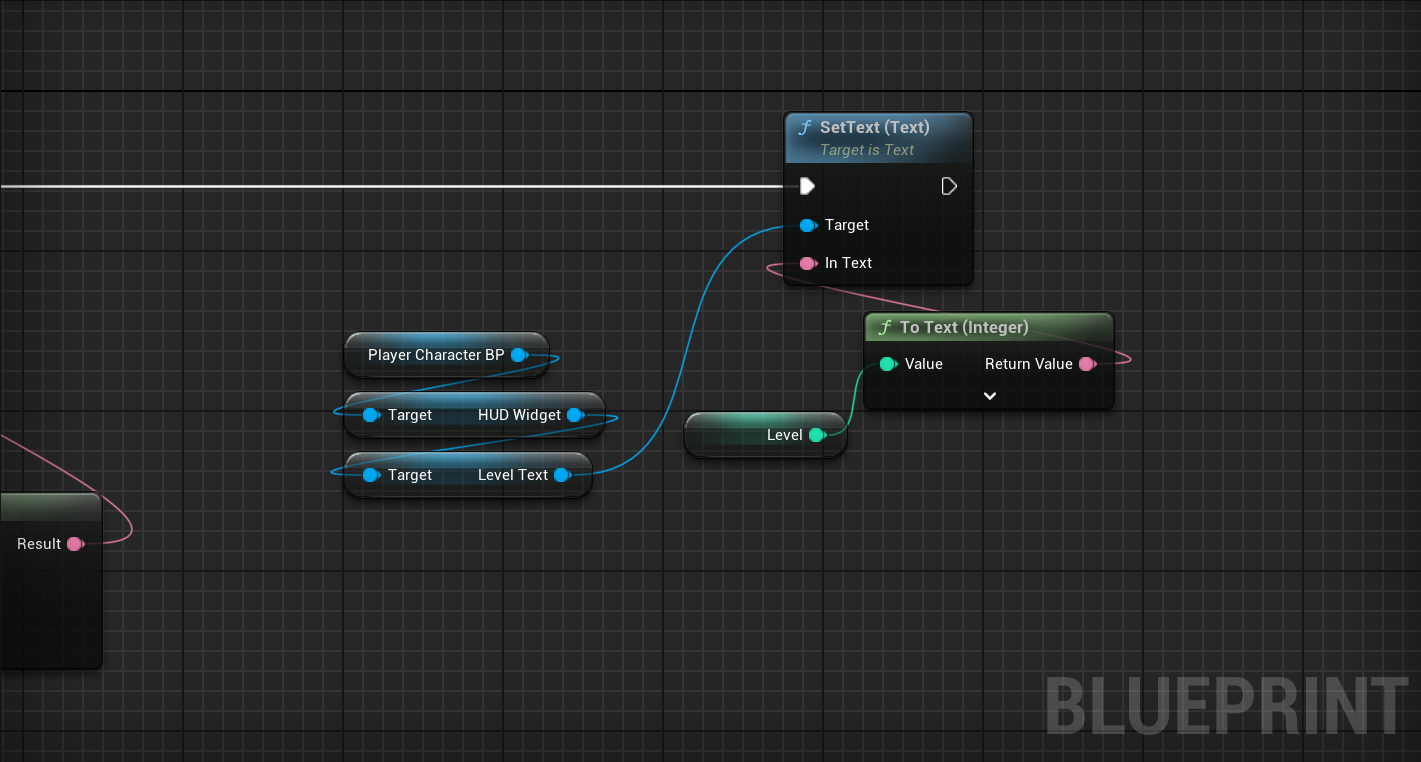 SetText (Text)
Target is Text
Target
In Text
To Text (Integer)
Value Return Value
Player Character BP
Target HUD Widget
Level
Target Level Text
Result
BLUEPRINT